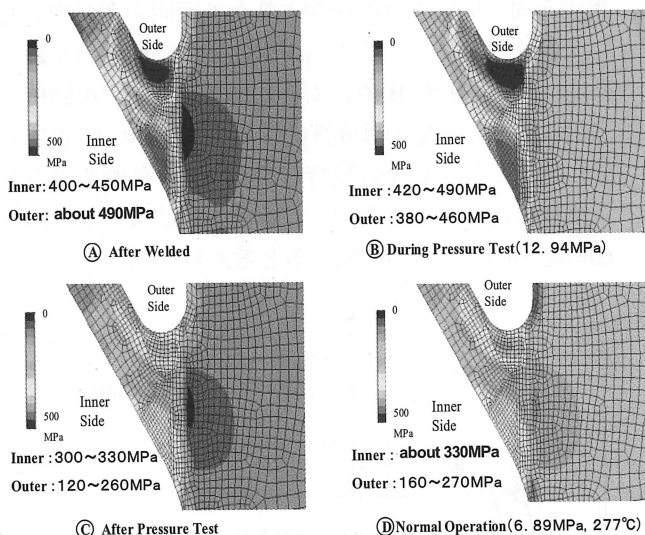 0
500
MPa
Outer
Side
Inner
Side
Inner:400～450MPa
Outer: about 490MPa
Ⓐ After Welded
0
500
MPa
Outer
Side
Inner
Side
Inner:420～490MPa
Outer:380～460MPa
Ⓑ During Pressure Test(12. 94MPa)
0
500
MPa
Outer
Side
Inner
Side
Inner :300～330MPa
Outer :120～260MPa
Ⓒ After Pressure Test
0
500
MPa
Outer
Side
Inner
Side
Inner : about 330MPa
Outer :160～270MPa
ⒹNormal Operation(6. 89MPa, 277℃)